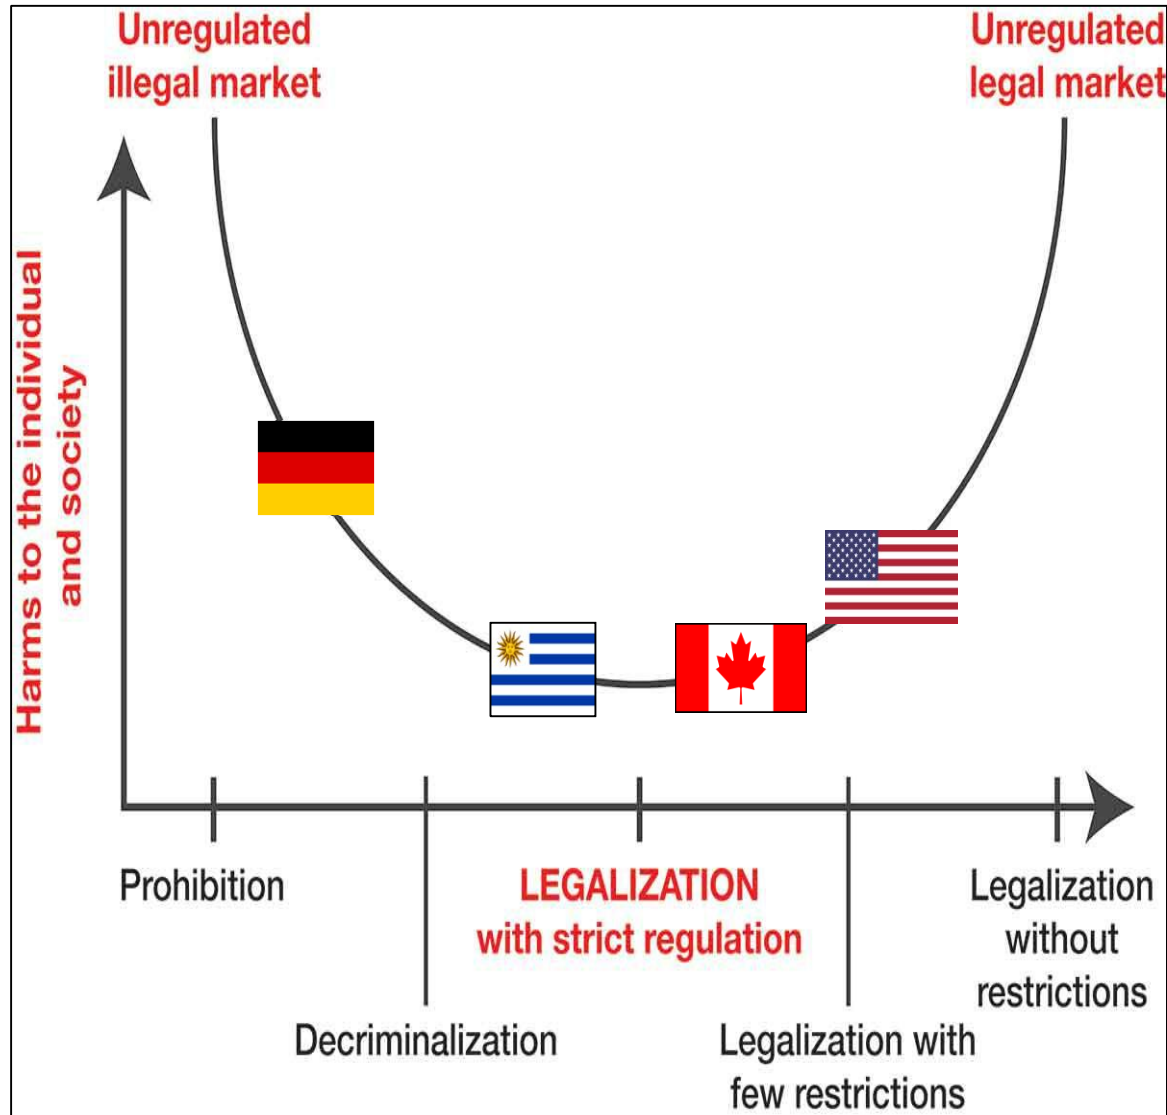 Unregulated
illegal market
Unregulated
legal market
Harms to the individual
and society
Prohibition
Decriminalization
LEGALIZATION
with strict regulation
Legalization with
few restrictions
Legalization
without
restrictions